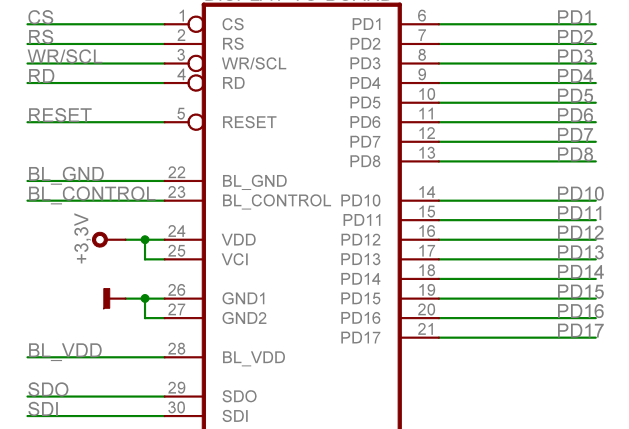 CS 1 CS PD1 6 PD1
RS 2 RS PD2 7 PD2
WR/SCL 3 WR/SCL PD3 8 PD3
RD 4 RD PD4 9 PD4
PD5 10 PD5
RESET 5 RESET PD6 11 PD6
PD7 12 PD7
PD8 13 PD8
BL_GND 22 BL_GND
BL_CONTROL 23 BL_CONTROL PD10 14 PD10
PD11 15 PD11
+3.3V 24 VDD PD12 16 PD12
25 VCI PD13 17 PD13
PD14 18 PD14
26 GND1 PD15 19 PD15
27 GND2 PD16 20 PD16
PD17 21 PD17
BL_VDD 28 BL_VDD
SDO 29 SDO
SDI 30 SDI